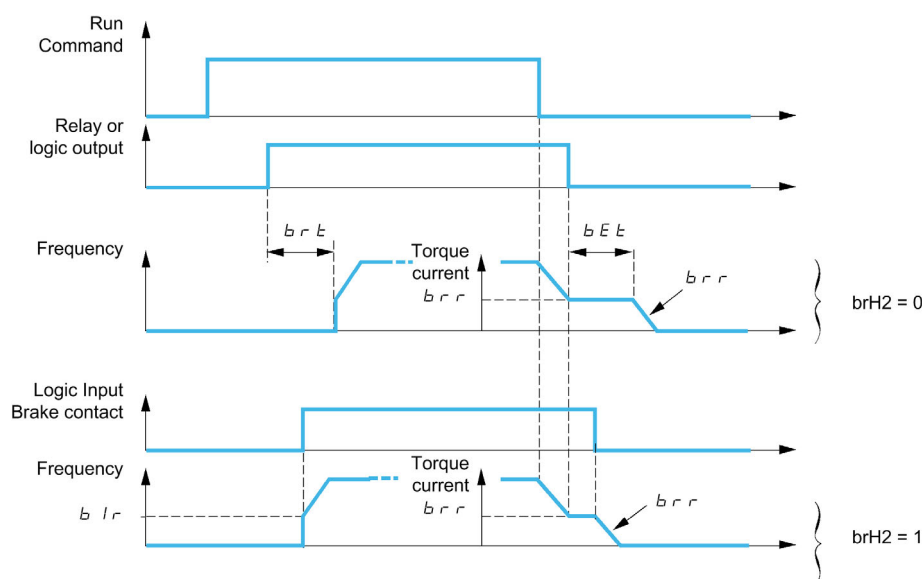 Run
Command
Relay or
logic output
brt
bEt
Frequency
Torque
current
brr
brr
brH2 = 0
Logic Input
Brake contact
Frequency
Torque
current
bIr
brr
brr
brH2 = 1